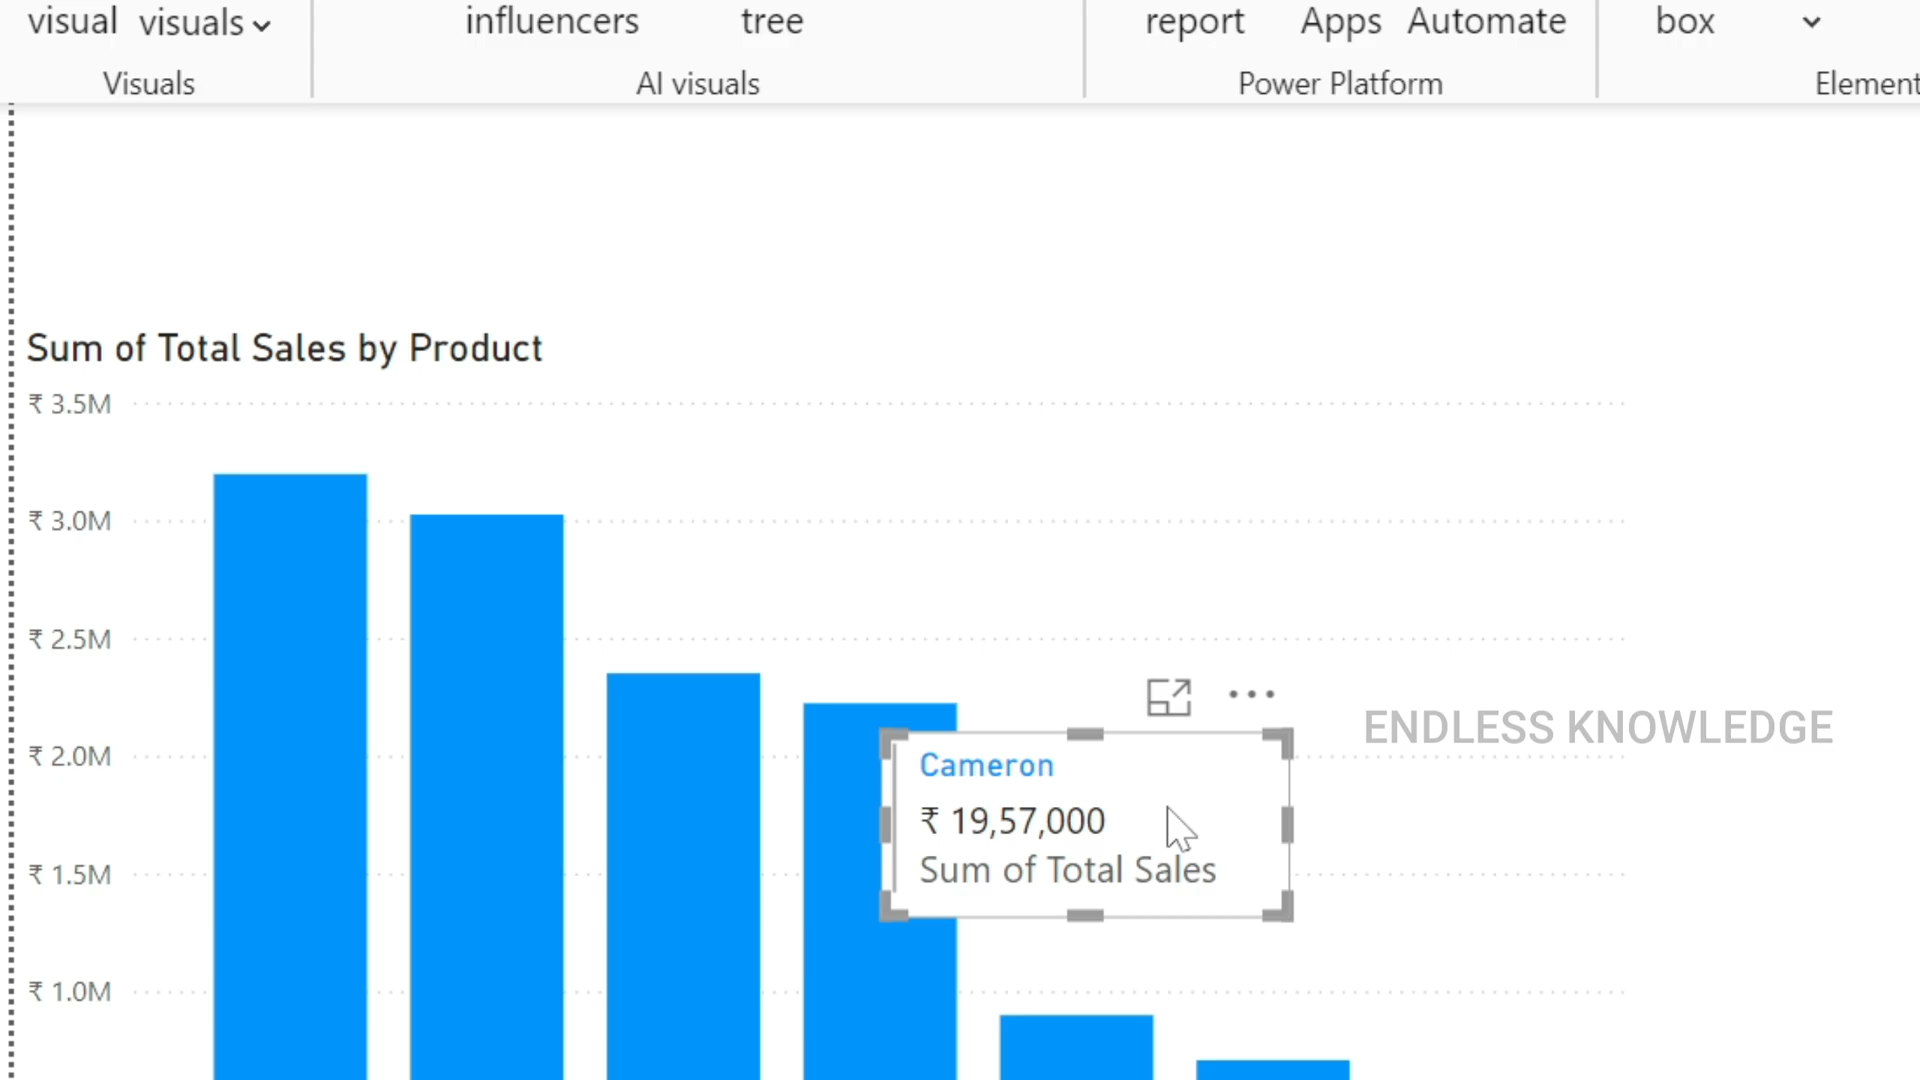 visual visuals influencers tree report Apps Automate box
Visuals AI visuals Power Platform Element
Sum of Total Sales by Product
₹ 3.5M
₹ 3.0M
₹ 2.5M
ENDLESS KNOWLEDGE
₹ 2.0M
Cameron
₹ 19,57,000
Sum of Total Sales
₹ 1.5M
₹ 1.0M